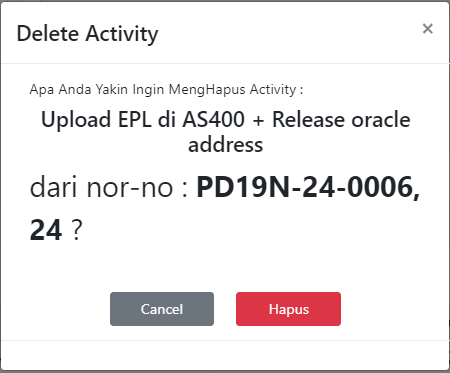 Delete Activity ×
Apa Anda Yakin Ingin MengHapus Activity :
Upload EPL di AS400 + Release oracle
address
dari nor-no : PD19N-24-0006,
24 ?
Cancel Hapus